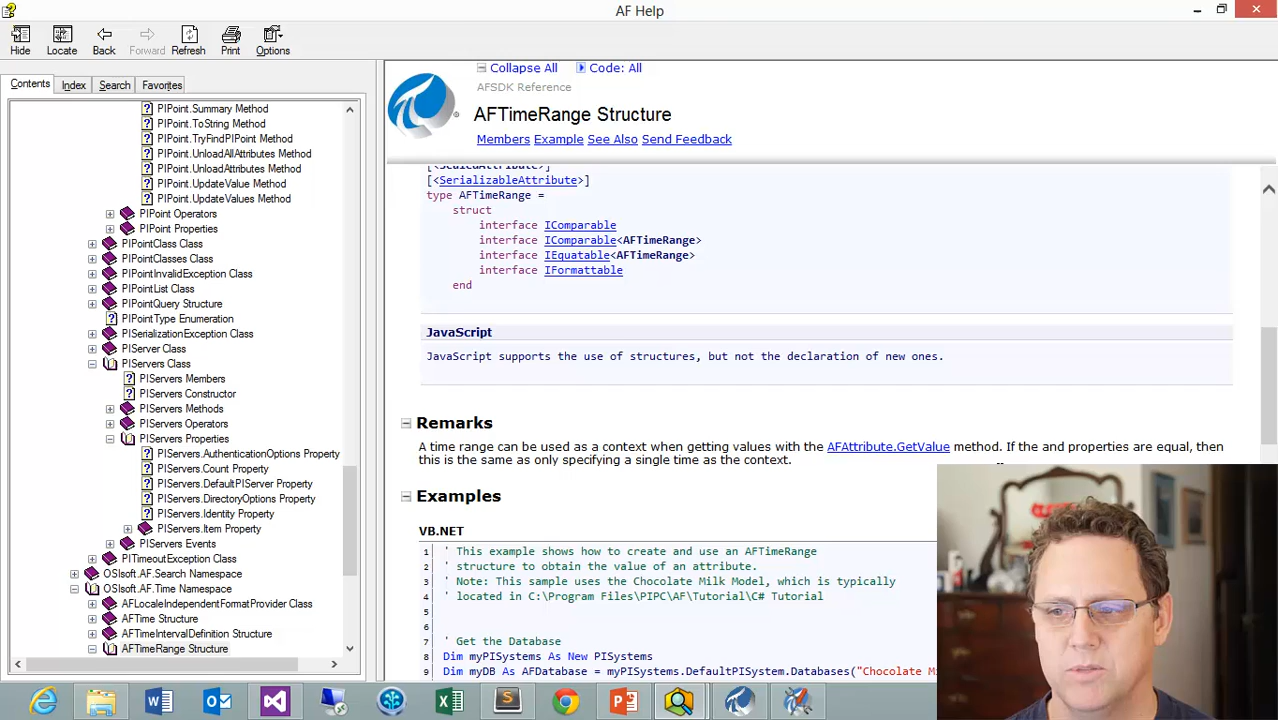 AF Help
Hide Locate Back Forward Refresh Print Options
Contents Index Search Favorites
PIPoint.Summary Method
PIPoint.ToString Method
PIPoint.TryFindPIPoint Method
PIPoint.UnloadAllAttributes Method
PIPoint.UnloadAttributes Method
PIPoint.UpdateValue Method
PIPoint.UpdateValues Method
PIPoint Operators
PIPoint Properties
PIPointClass Class
PIPointClasses Class
PIPointInvalidException Class
PIPointList Class
PIPointQuery Structure
PIPointType Enumeration
PISerializationException Class
PIServer Class
PIServers Class
PIServers Members
PIServers Constructor
PIServers Methods
PIServers Operators
PIServers Properties
PIServers.AuthenticationOptions Property
PIServers.Count Property
PIServers.DefaultPIServer Property
PIServers.DirectoryOptions Property
PIServers.Identity Property
PIServers.Item Property
PIServers Events
PITimeoutException Class
OSIsoft.AF.Search Namespace
OSIsoft.AF.Time Namespace
AFLocaleIndependentFormatProvider Class
AFTime Structure
AFTimeIntervalDefinition Structure
AFTimeRange Structure
Collapse All Code: All
AFSDK Reference
AFTimeRange Structure
Members Example See Also Send Feedback
[<SealedAttribute>]
[<SerializableAttribute>]
type AFTimeRange =
struct
interface IComparable
interface IComparable<AFTimeRange>
interface IEquatable<AFTimeRange>
interface IFormattable
end
JavaScript
JavaScript supports the use of structures, but not the declaration of new ones.
Remarks
A time range can be used as a context when getting values with the AFAttribute.GetValue method. If the and properties are equal, then
this is the same as only specifying a single time as the context.
Examples
VB.NET
1 ' This example shows how to create and use an AFTimeRange
2 ' structure to obtain the value of an attribute.
3 ' Note: This sample uses the Chocolate Milk Model, which is typically
4 ' located in C:\Program Files\PIPC\AF\Tutorial\C# Tutorial
5
6
7 ' Get the Database
8 Dim myPISystems As New PISystems
9 Dim myDB As AFDatabase = myPISystems.DefaultPISystem.Databases("Chocolate M